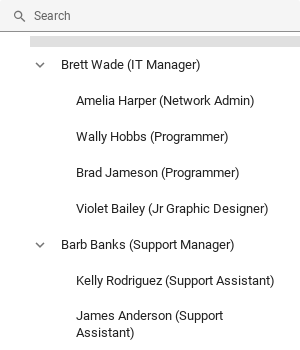 Search
Brett Wade (IT Manager)
Amelia Harper (Network Admin)
Wally Hobbs (Programmer)
Brad Jameson (Programmer)
Violet Bailey (Jr Graphic Designer)
Barb Banks (Support Manager)
Kelly Rodriguez (Support Assistant)
James Anderson (Support
Assistant)